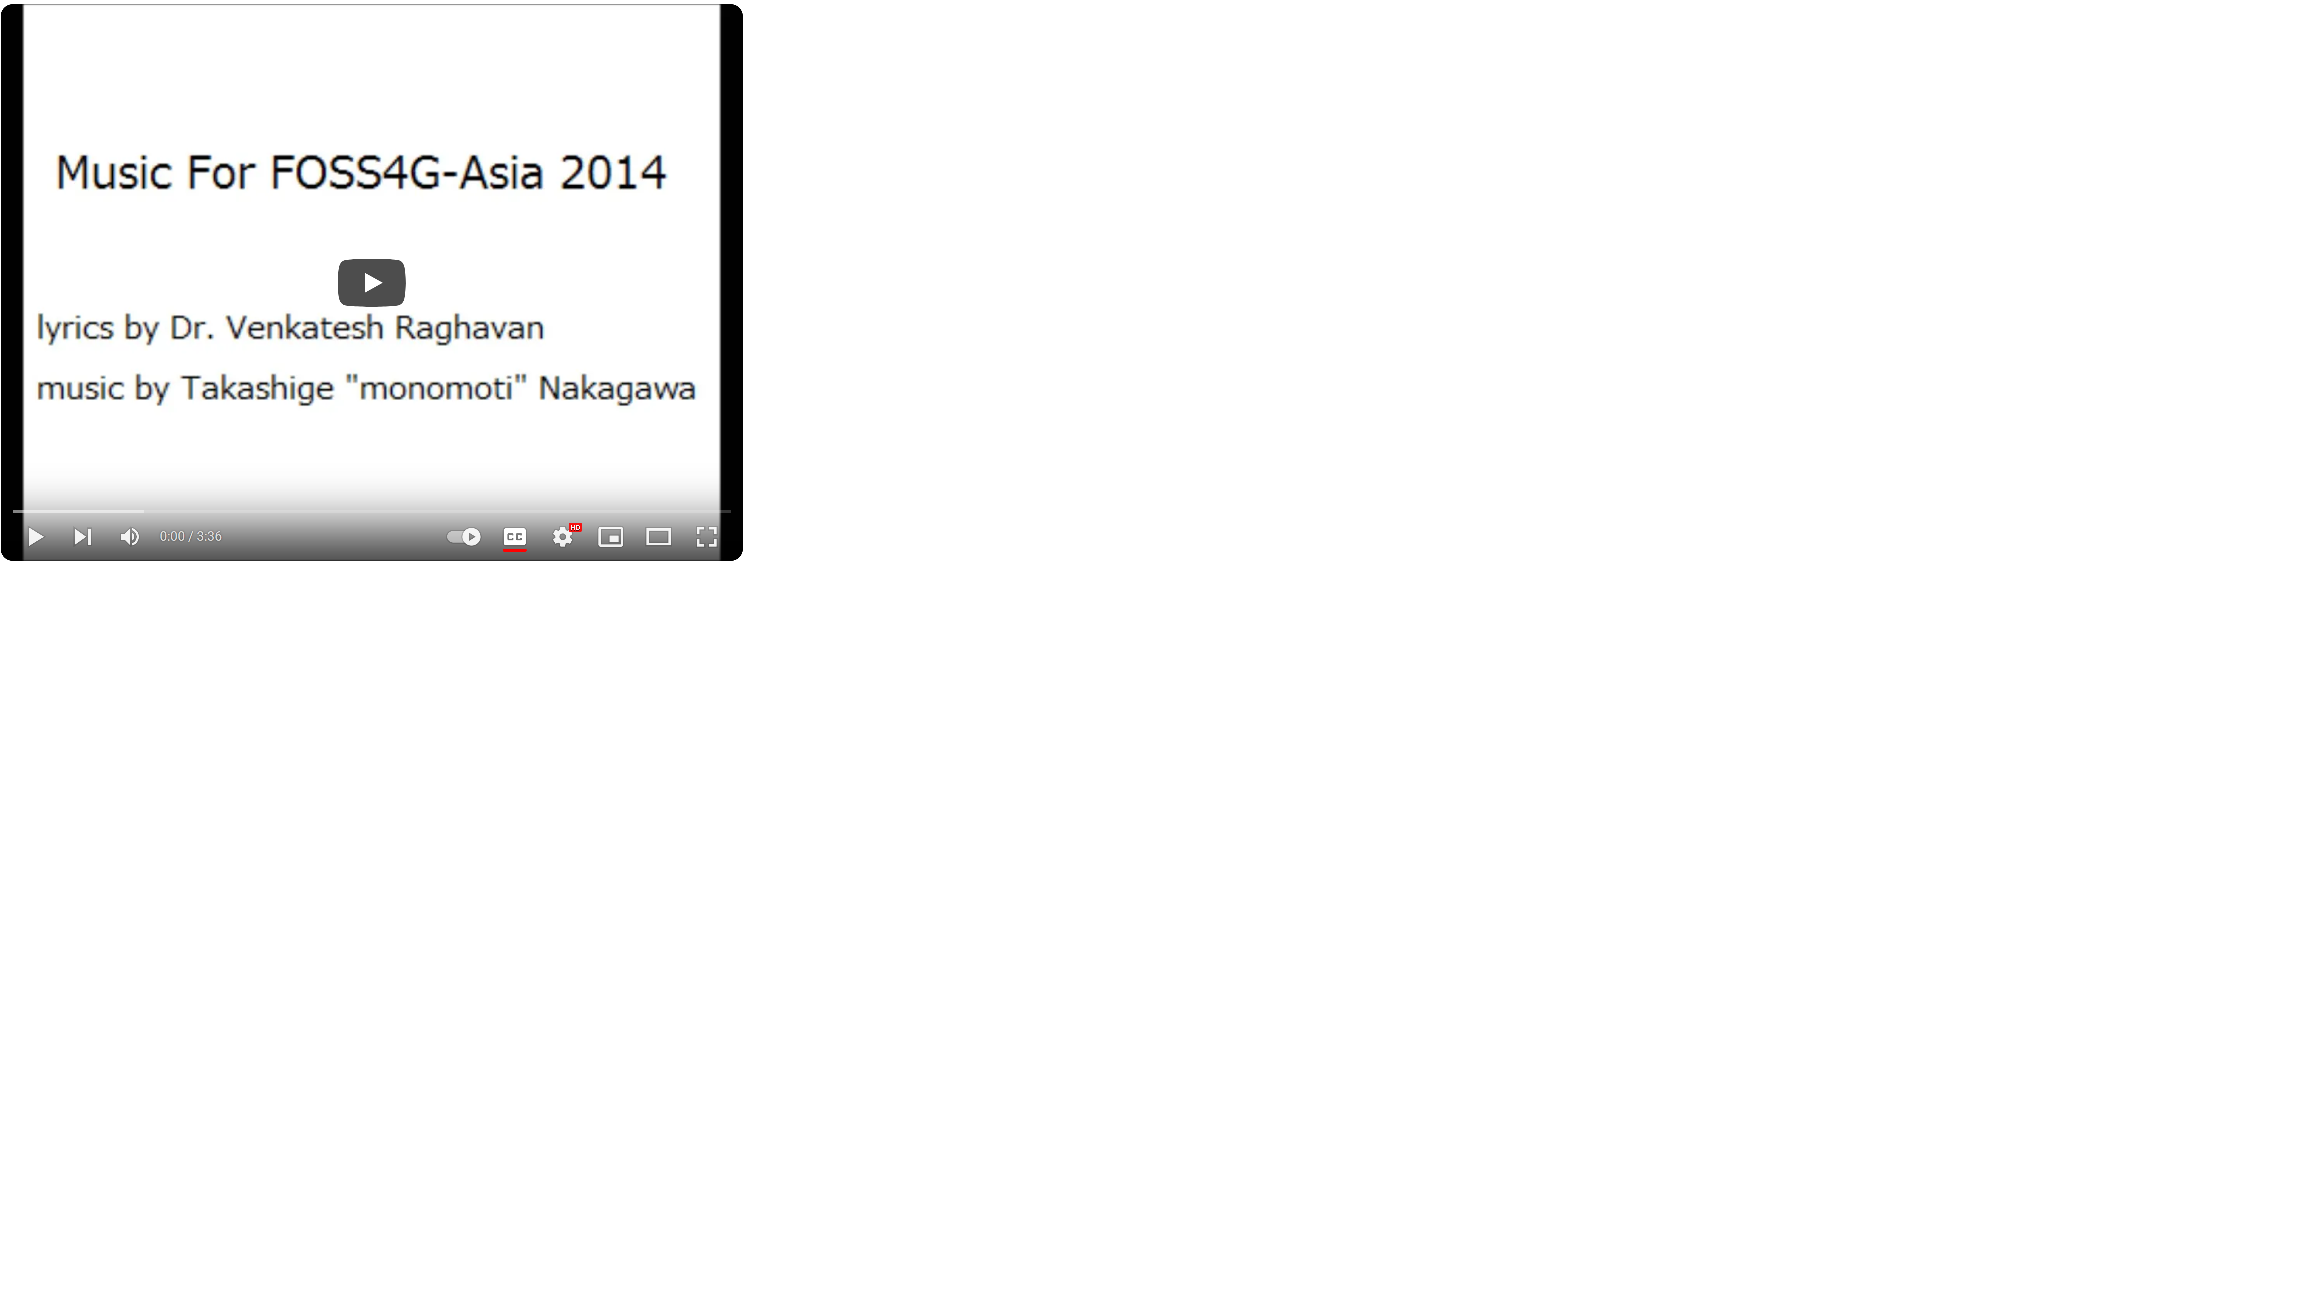 Music For FOSS4G-Asia 2014
lyrics by Dr. Venkatesh Raghavan
music by Takashige "monomoti" Nakagawa
0:00 / 3:36
CC
HD